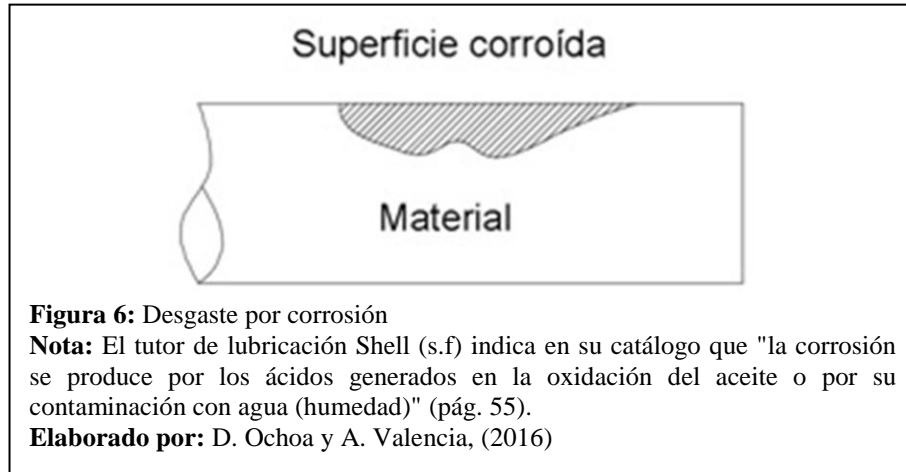 Superficie corroída
Material
Figura 6: Desgaste por corrosión
Nota: El tutor de lubricación Shell (s.f) indica en su catálogo que "la corrosión
se produce por los ácidos generados en la oxidación del aceite o por su
contaminación con agua (humedad)" (pág. 55).
Elaborado por: D. Ochoa y A. Valencia, (2016)